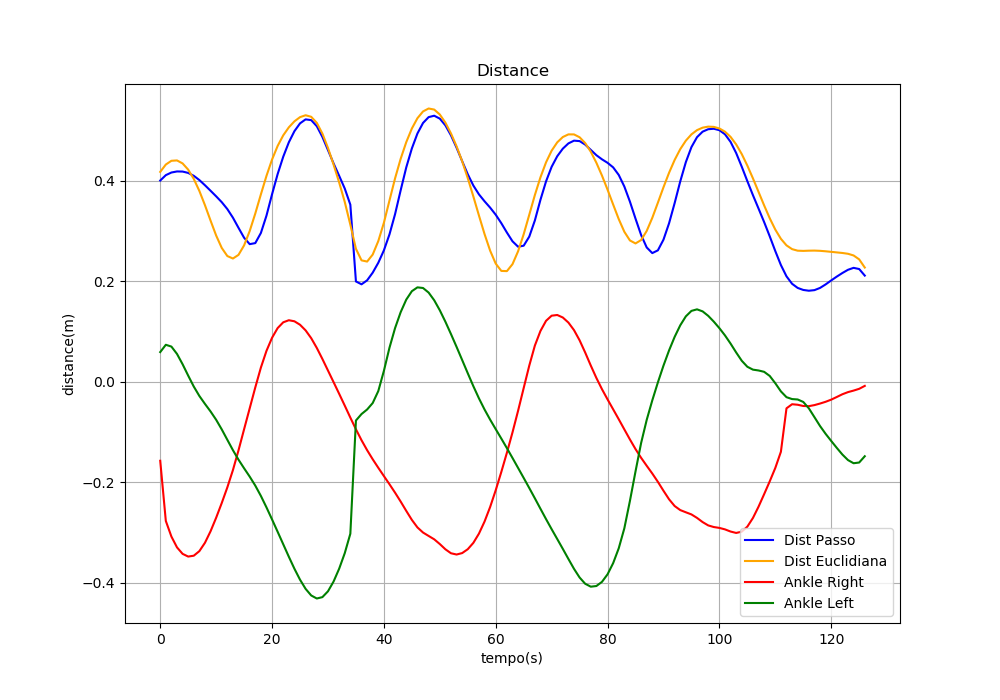 Distance
distance(m)
0.4
0.2
0.0
−0.2
−0.4
0 20 40 60 80 100 120
tempo(s)
Dist Passo
Dist Euclidiana
Ankle Right
Ankle Left